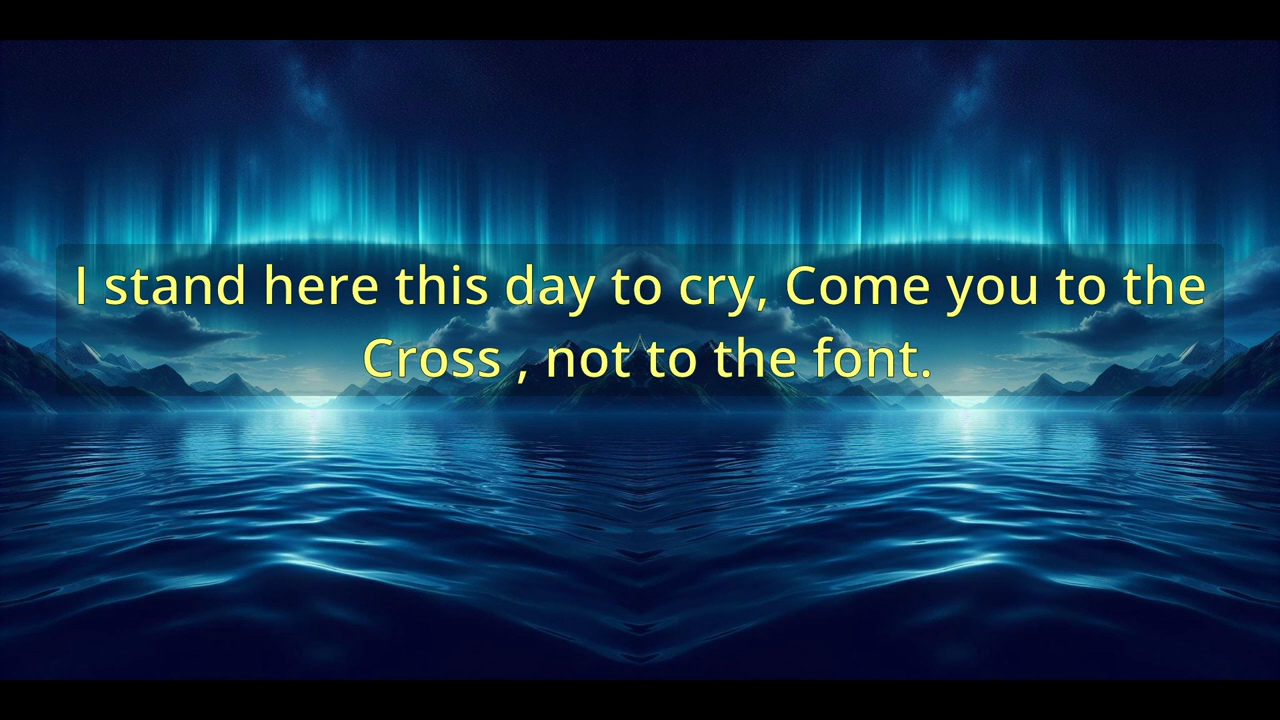 I stand here this day to cry, Come you to the
Cross , not to the font.